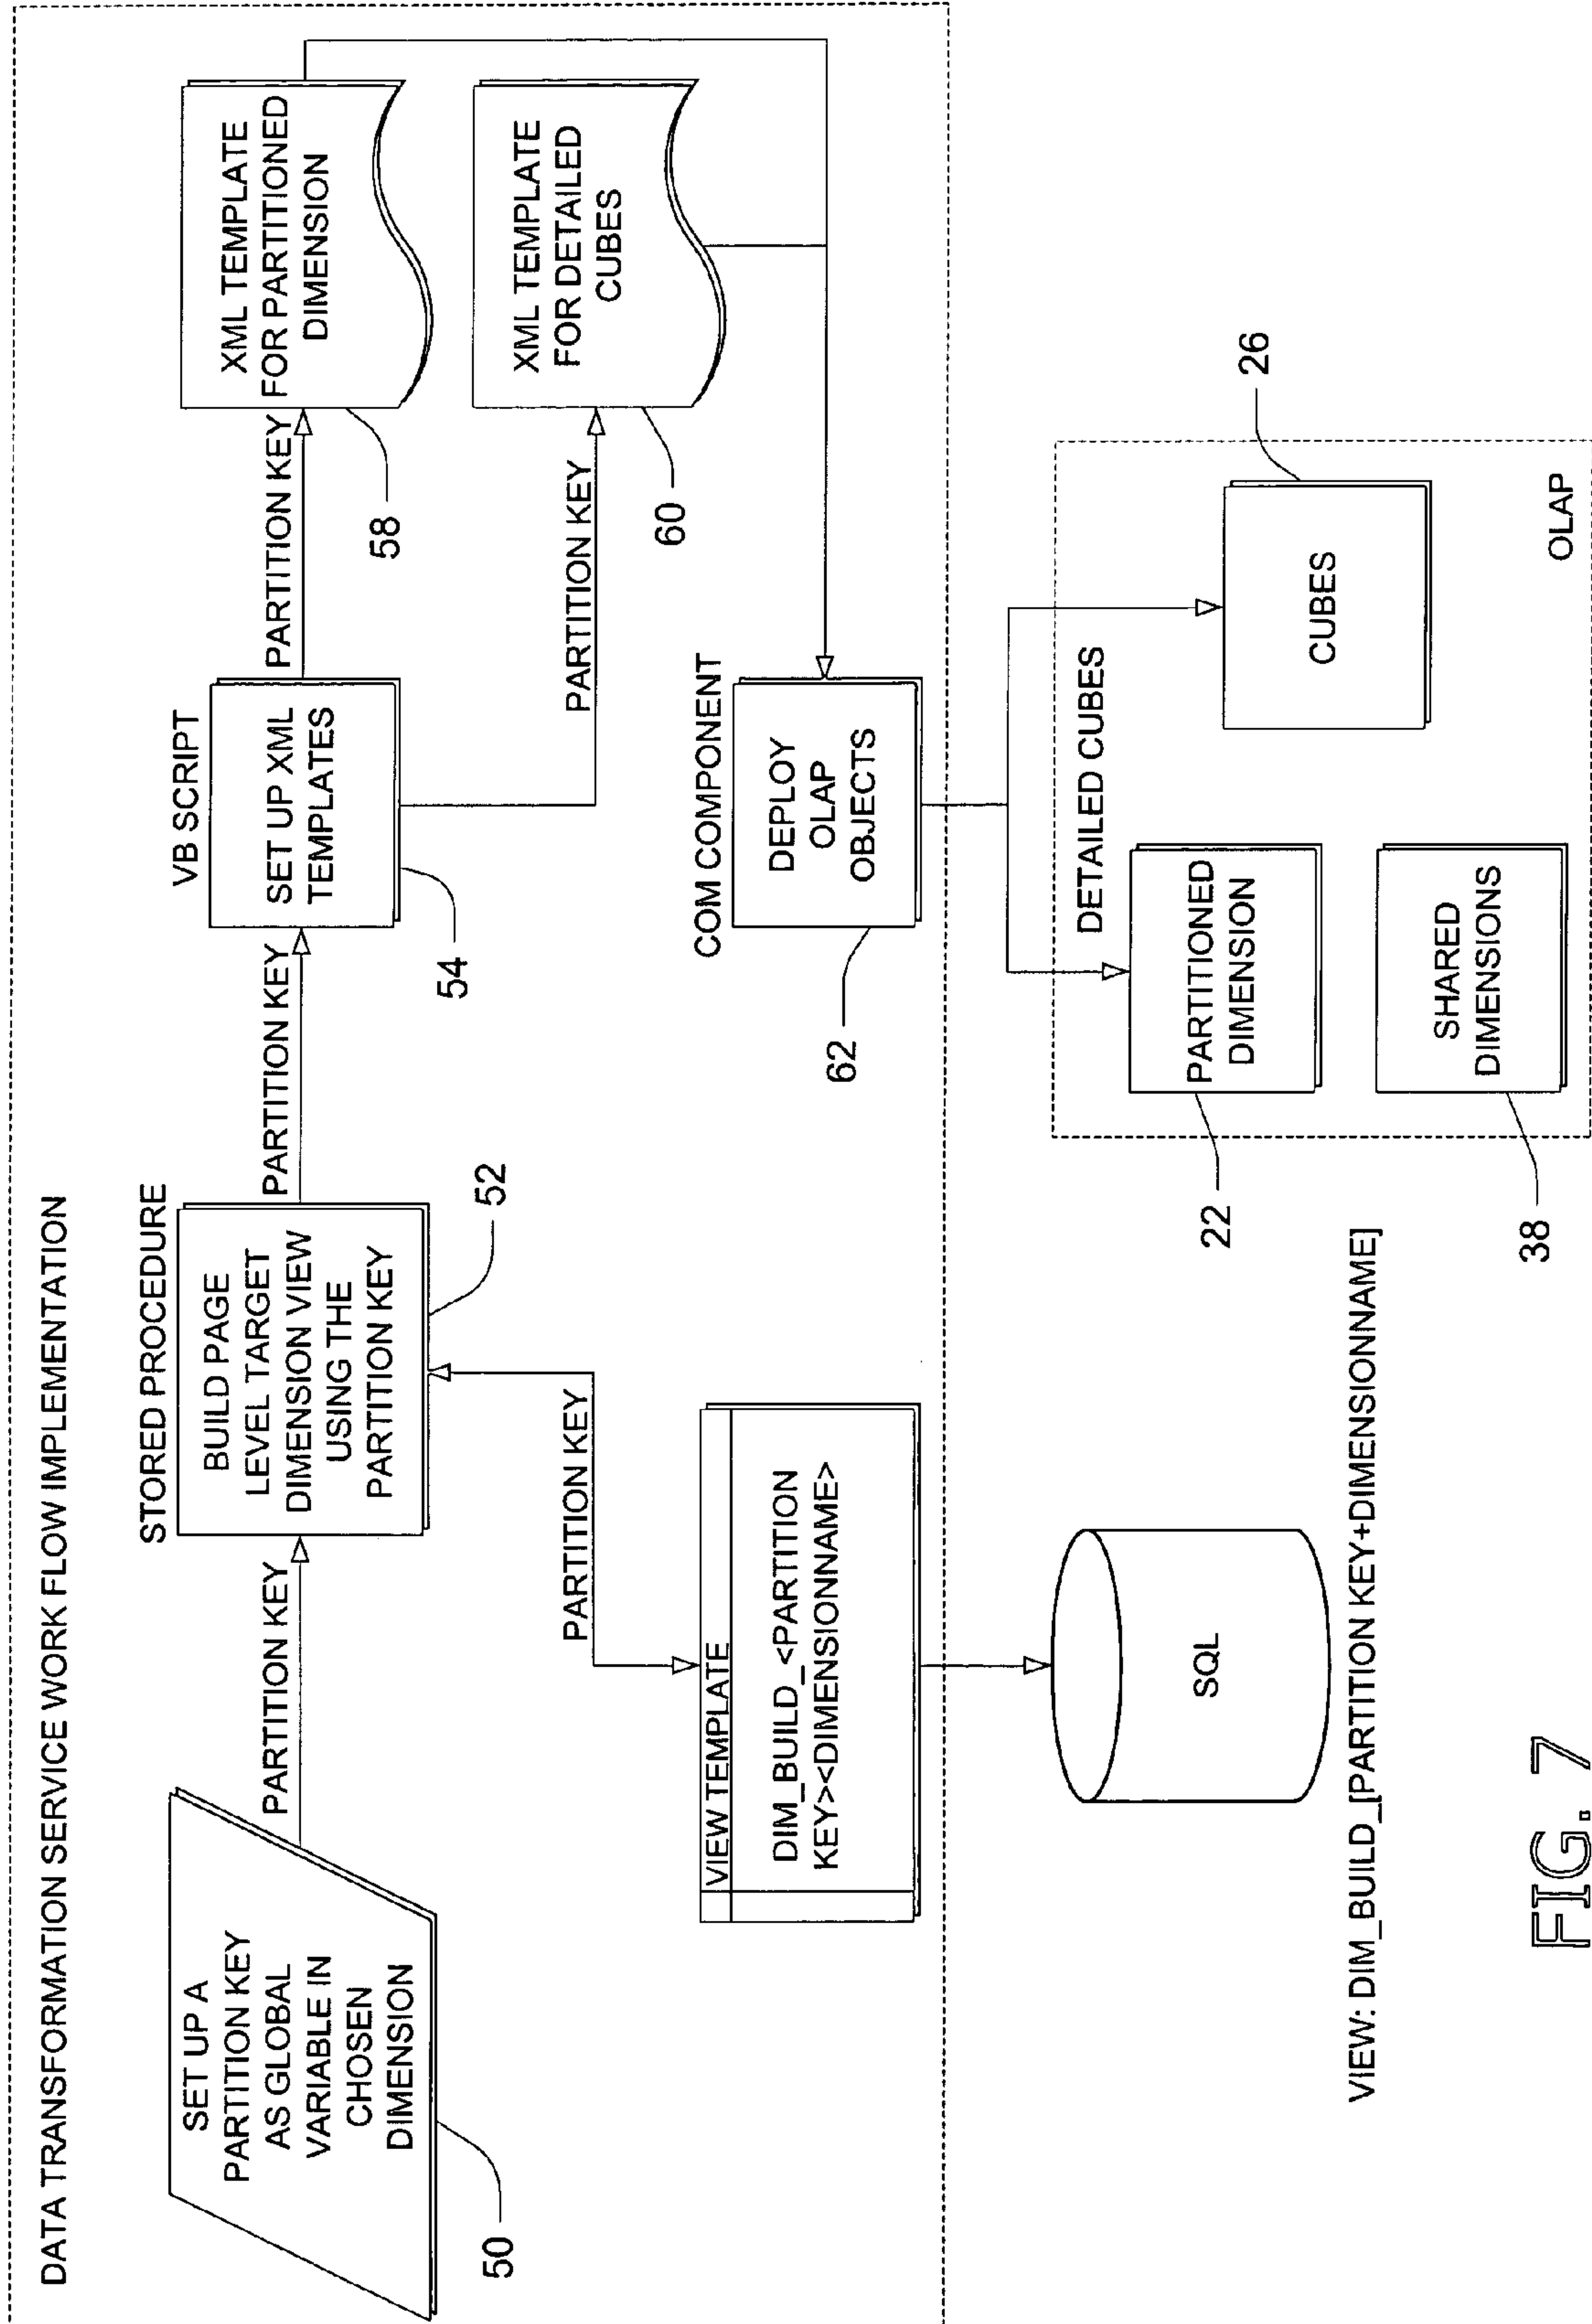 DATA TRANSFORMATION SERVICE WORK FLOW IMPLEMENTATION
SET UP A
PARTITION KEY
AS GLOBAL
VARIABLE IN
CHOSEN
DIMENSION
50
PARTITION KEY
STORED PROCEDURE
BUILD PAGE
LEVEL TARGET
DIMENSION VIEW
USING THE
PARTITION KEY
52
PARTITION KEY
VB SCRIPT
SET UP XML
TEMPLATES
54
PARTITION KEY
XML TEMPLATE
FOR PARTITIONED
DIMENSION
58
PARTITION KEY
XML TEMPLATE
FOR DETAILED
CUBES
60
PARTITION KEY
VIEW TEMPLATE
DIM_BUILD_<PARTITION
KEY><DIMENSIONNAME>
COM COMPONENT
DEPLOY
OLAP
OBJECTS
62
SQL
VIEW: DIM_BUILD_[PARTITION KEY+DIMENSIONNAME]
DETAILED CUBES
PARTITIONED
DIMENSION
22
CUBES
26
SHARED
DIMENSIONS
38
OLAP
FIG. 7